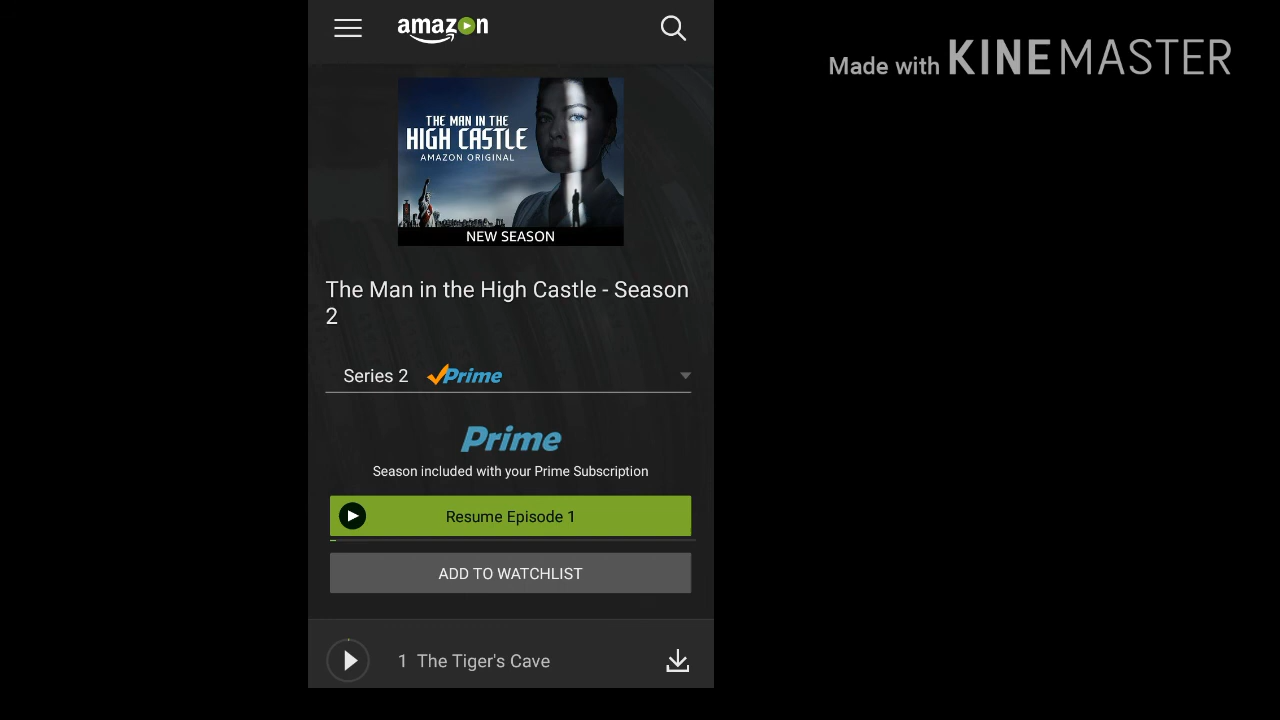 amazon
Made with KINEMASTER
THE MAN IN THE
HIGH CASTLE
AMAZON ORIGINAL
NEW SEASON
The Man in the High Castle - Season
2
Series 2 Prime
Prime
Season included with your Prime Subscription
Resume Episode 1
ADD TO WATCHLIST
1 The Tiger's Cave